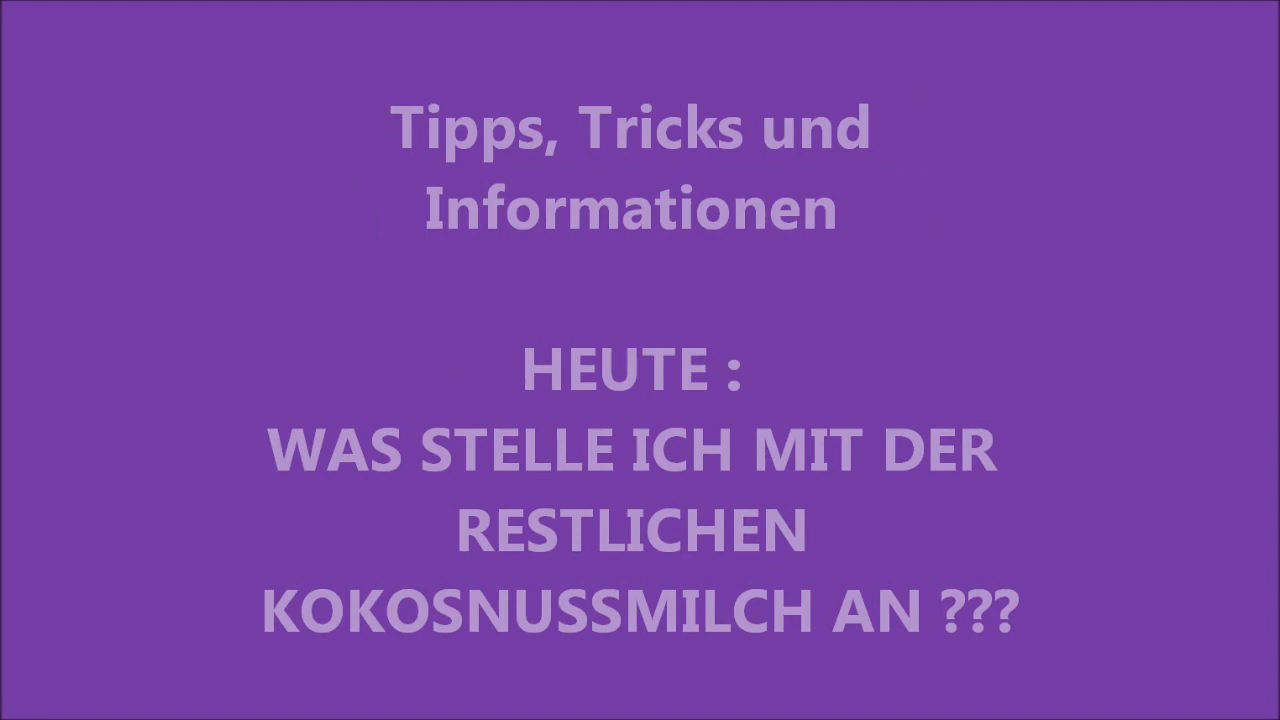 Tipps, Tricks und
Informationen
HEUTE :
WAS STELLE ICH MIT DER
RESTLICHEN
KOKOSNUSSMILCH AN ???